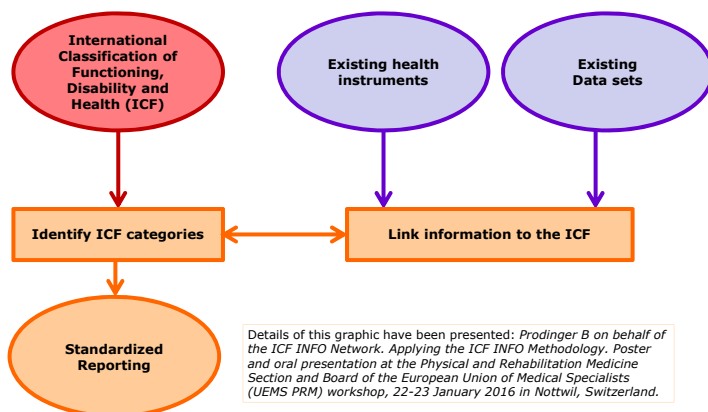 International
Classification of
Functioning,
Disability and
Health (ICF)
Existing health
instruments
Existing
Data sets
Identify ICF categories
Link information to the ICF
Standardized
Reporting
Details of this graphic have been presented: Prodinger B on behalf of
the ICF INFO Network. Applying the ICF INFO Methodology. Poster
and oral presentation at the Physical and Rehabilitation Medicine
Section and Board of the European Union of Medical Specialists
(UEMS PRM) workshop, 22-23 January 2016 in Nottwil, Switzerland.